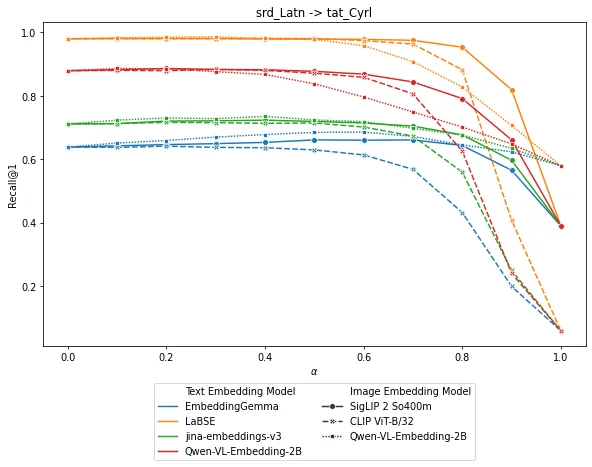 srd_Latn -> tat_Cyrl
1.0
0.8
0.6
0.4
0.2
Recall@1
0.0 0.2 0.4 0.6 0.8 1.0
α
Text Embedding Model Image Embedding Model
EmbeddingGemma SigLIP 2 So400m
LaBSE CLIP ViT-B/32
jina-embeddings-v3 Qwen-VL-Embedding-2B
Qwen-VL-Embedding-2B